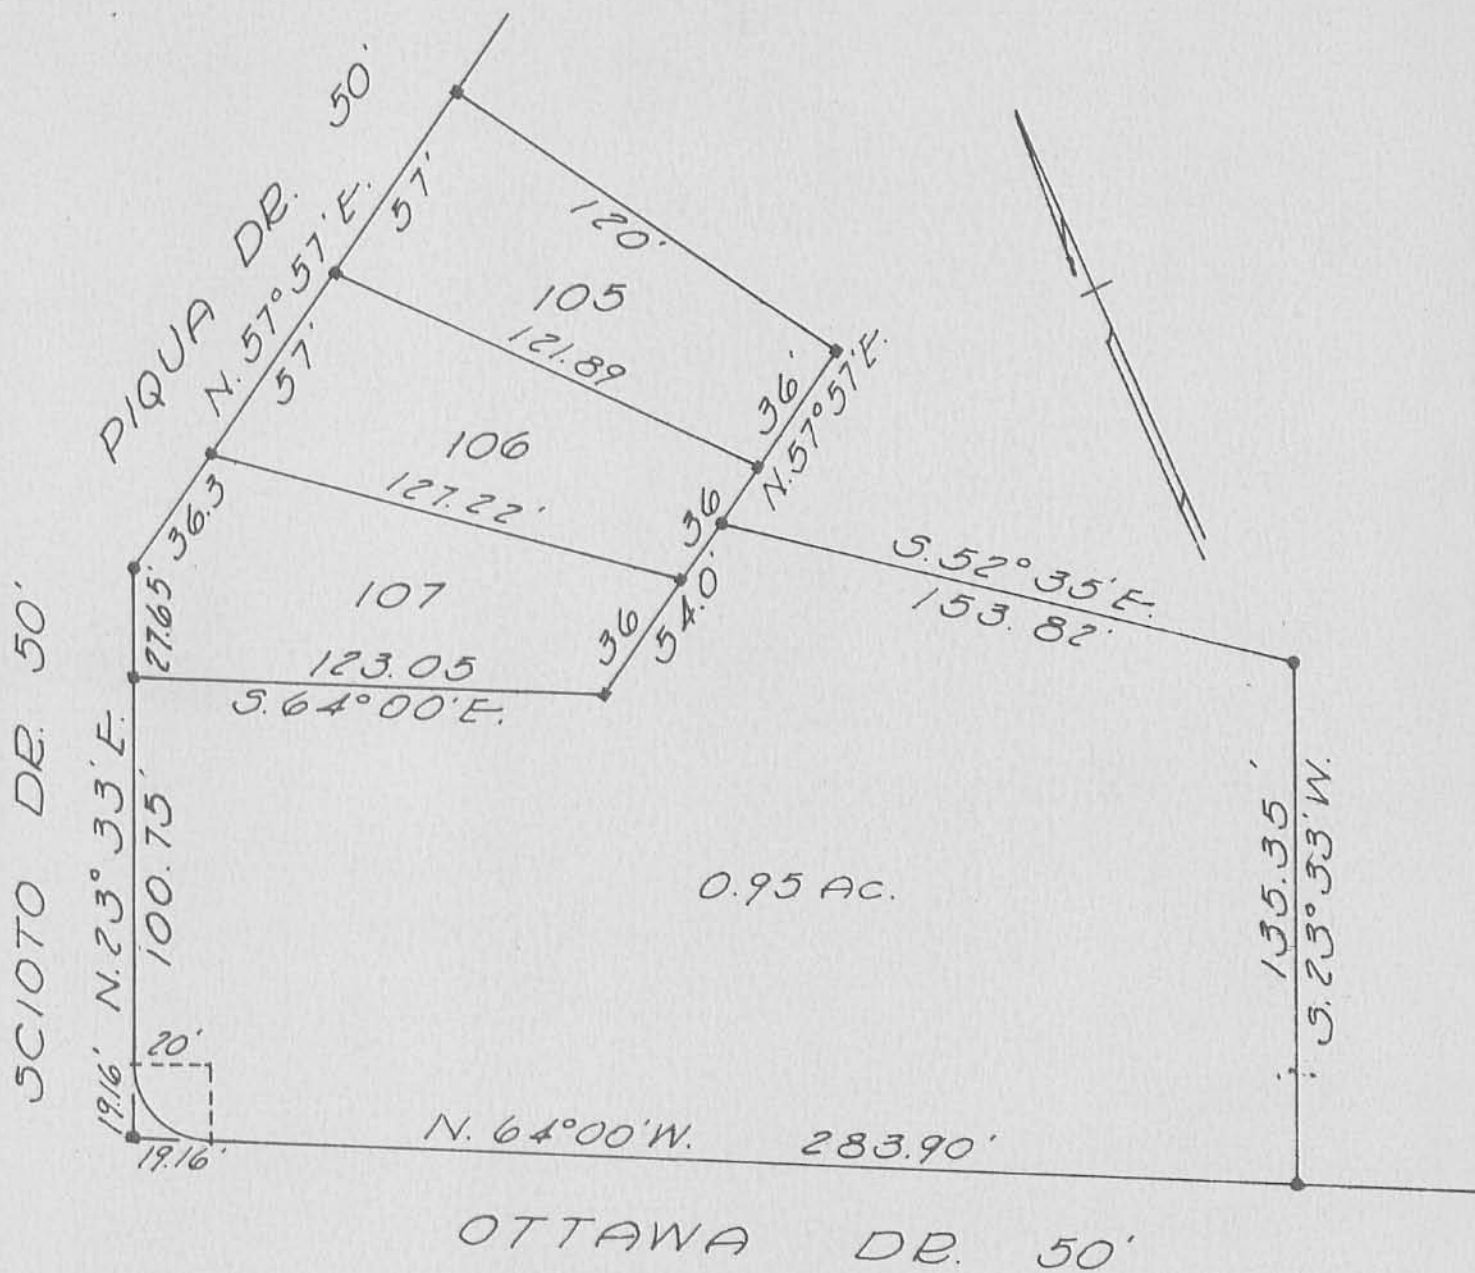 PIQUA DR. 50'
N. 57° 57' E.
57'
57'
36.3
120'
105
121.89
106
127.22'
107
123.05
S. 64° 00' E.
36'
36
36
54.0'
N. 57° 57' E.
S. 52° 35' E.
153.82'
27.65'
SCIOTO DR. 50'
N. 23° 33' E.
100.75'
0.95 AC.
135.35'
S. 23° 33' W.
20'
19.16'
19.16'
N. 64° 00' W. 283.90'
OTTAWA DR. 50'